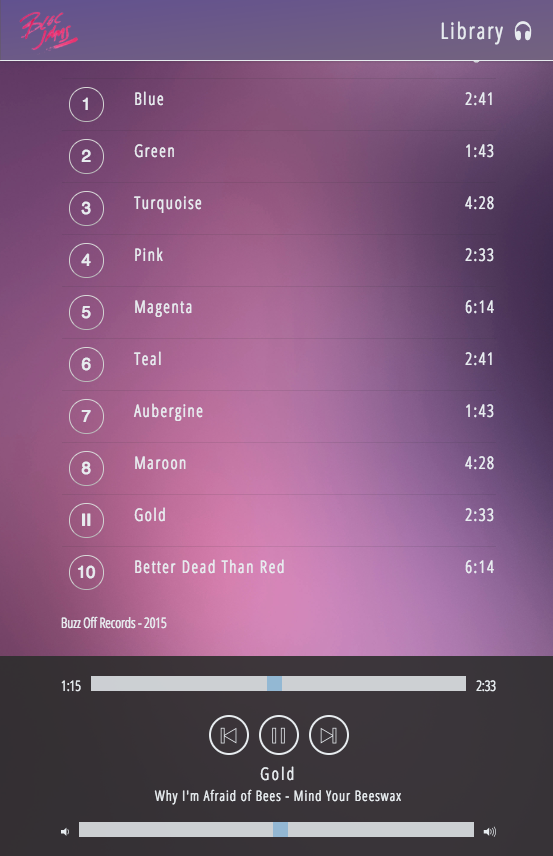 Bloc
Jams
Library
1 Blue 2:41
2 Green 1:43
3 Turquoise 4:28
4 Pink 2:33
5 Magenta 6:14
6 Teal 2:41
7 Aubergine 1:43
8 Maroon 4:28
Gold 2:33
10 Better Dead Than Red 6:14
Buzz Off Records - 2015
1:15 2:33
Gold
Why I'm Afraid of Bees - Mind Your Beeswax